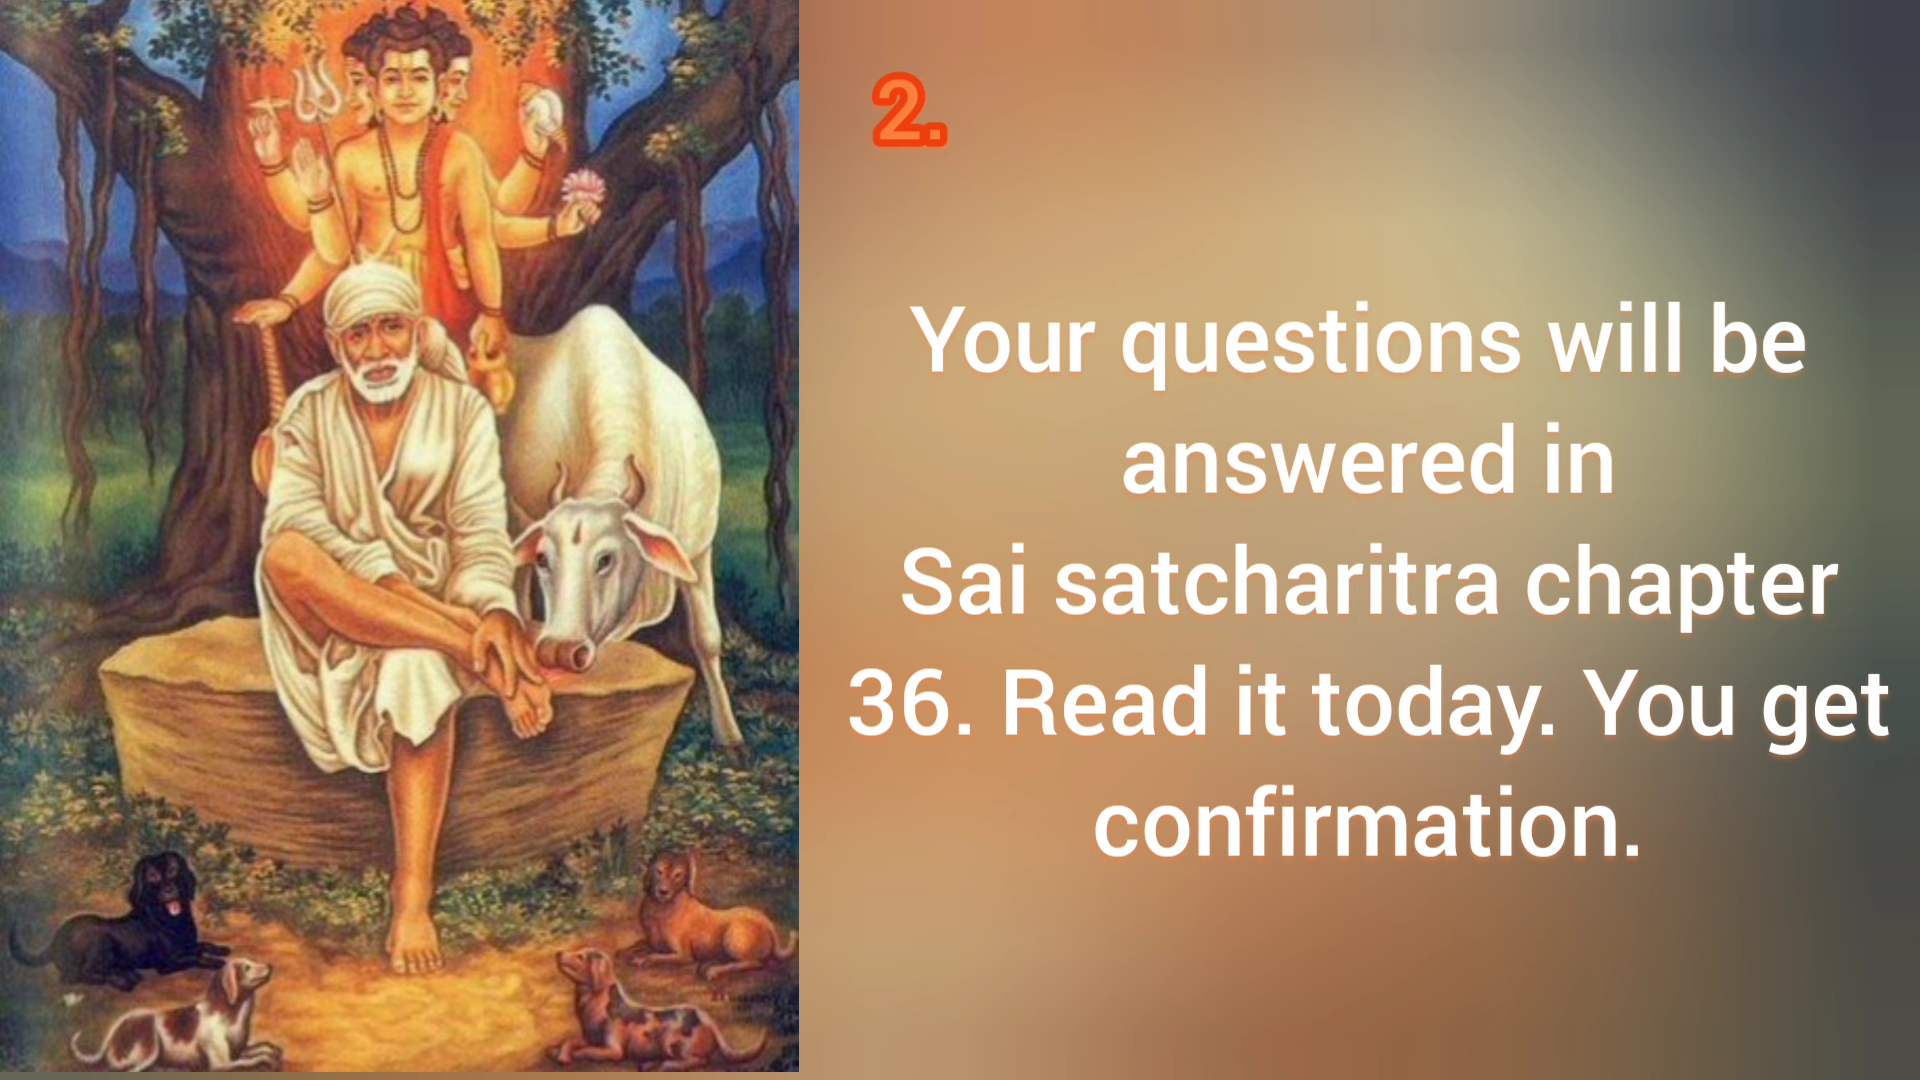 2.
Your questions will be
answered in
Sai satcharitra chapter
36. Read it today. You get
confirmation.